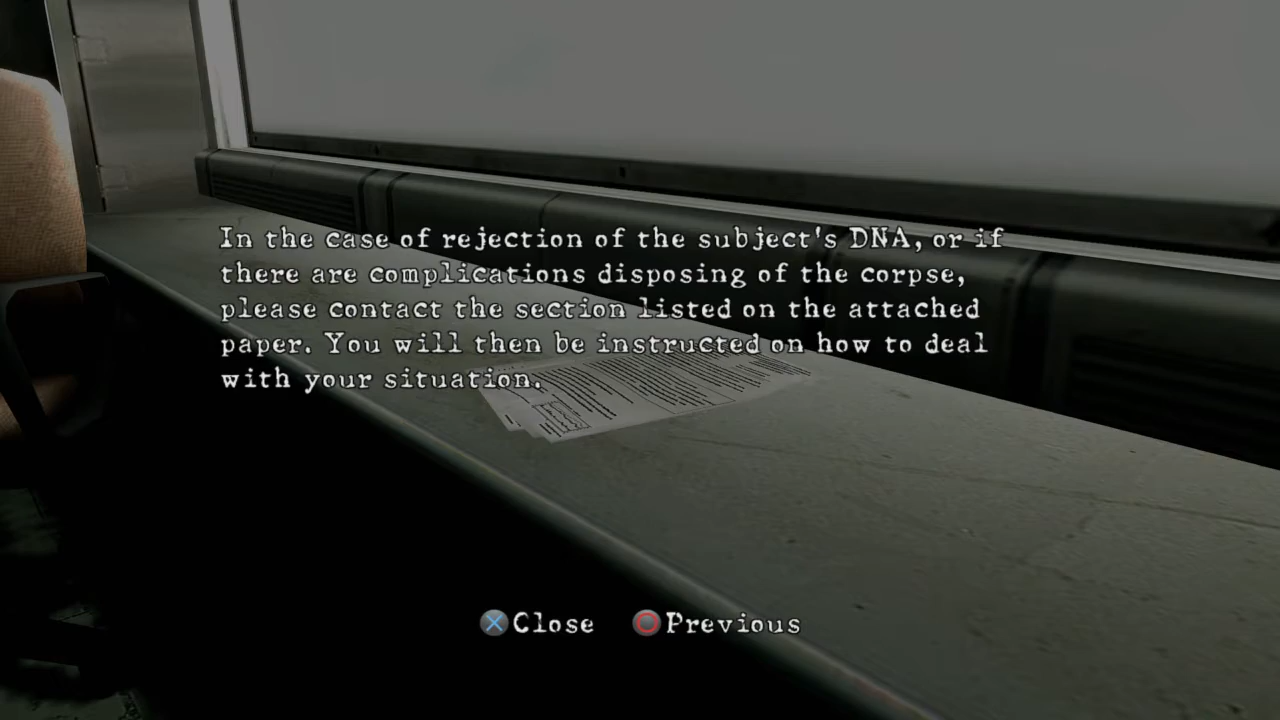 In the case of rejection of the subject's DNA, or if
there are complications disposing of the corpse,
please contact the section listed on the attached
paper. You will then be instructed on how to deal
with your situation.
Close Previous